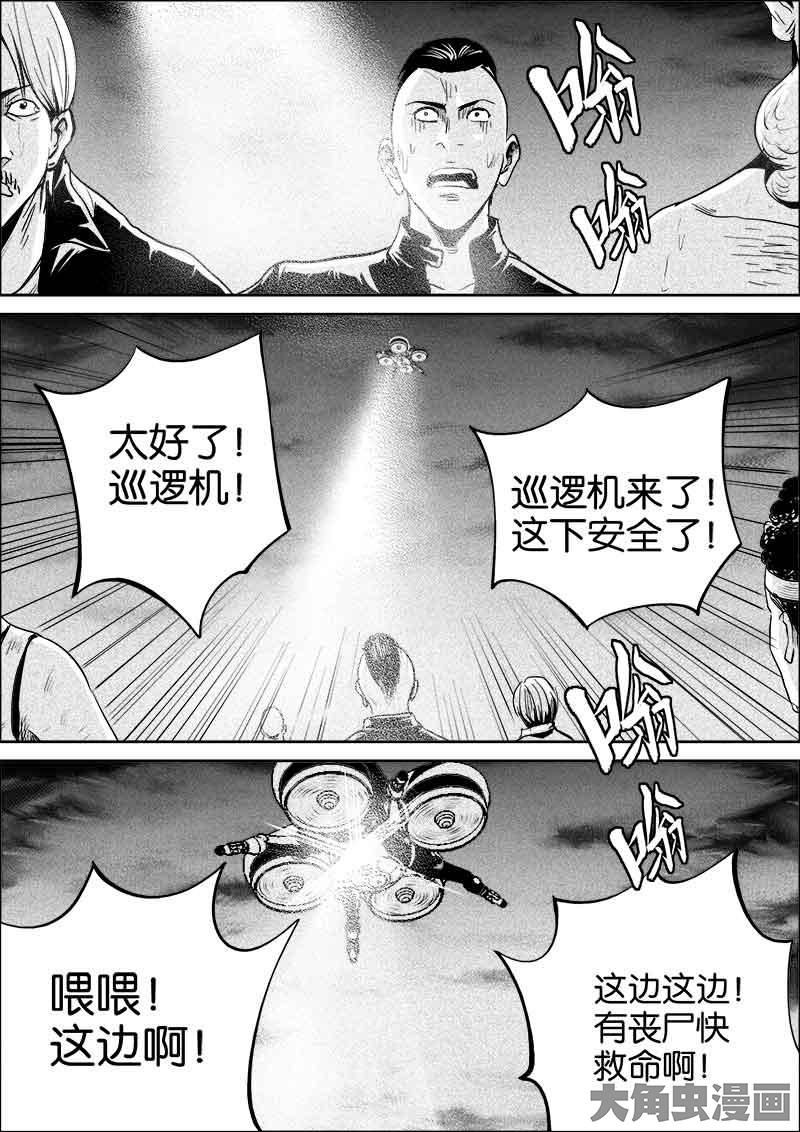 嗡
嗡
太好了！
巡逻机！
巡逻机来了！
这下安全了！
嗡
嗡
喂喂！
这边啊！
这边这边！
有丧尸快
救命啊！
大角虫漫画